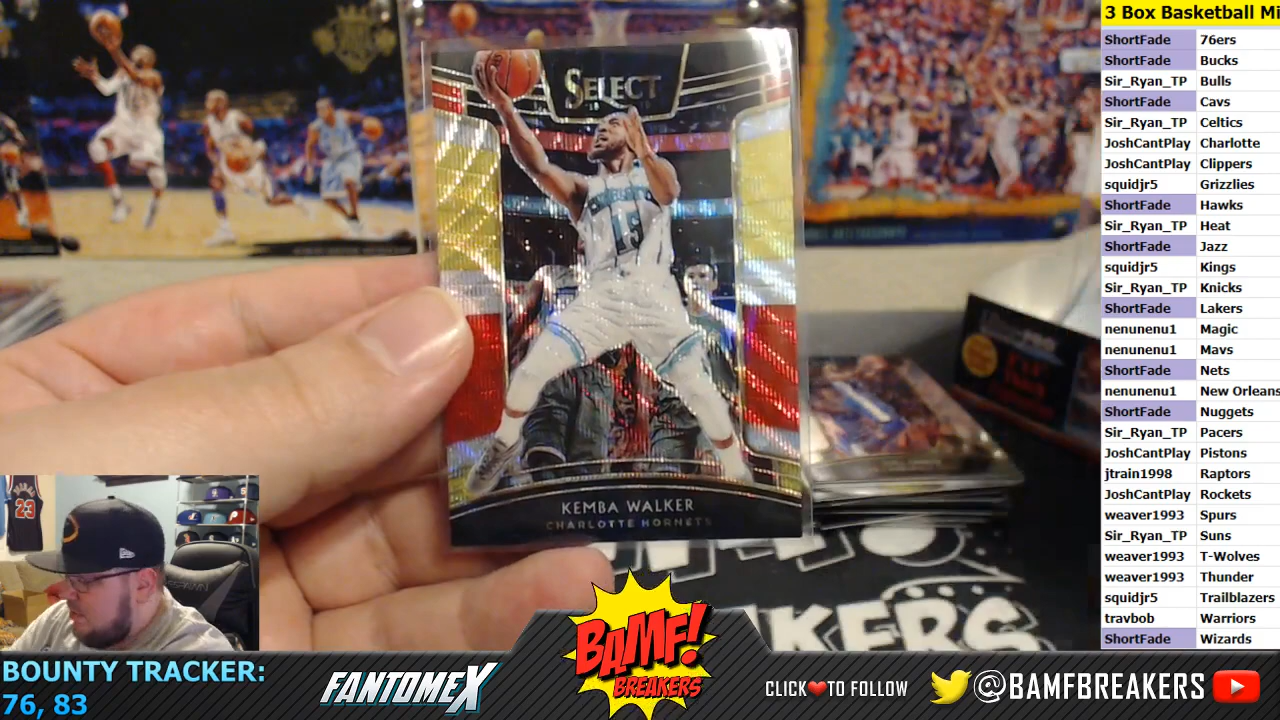 SELECT
15
KEMBA WALKER
CHARLOTTE HORNETS
23
BREAKERS
3 Box Basketball Mi
ShortFade 76ers
ShortFade Bucks
Sir_Ryan_TP Bulls
ShortFade Cavs
Sir_Ryan_TP Celtics
JoshCantPlay Charlotte
JoshCantPlay Clippers
squidjr5 Grizzlies
ShortFade Hawks
Sir_Ryan_TP Heat
ShortFade Jazz
squidjr5 Kings
Sir_Ryan_TP Knicks
ShortFade Lakers
nenunenu1 Magic
nenunenu1 Mavs
ShortFade Nets
nenunenu1 New Orleans
ShortFade Nuggets
Sir_Ryan_TP Pacers
JoshCantPlay Pistons
jtrain1998 Raptors
JoshCantPlay Rockets
weaver1993 Spurs
Sir_Ryan_TP Suns
weaver1993 T-Wolves
weaver1993 Thunder
squidjr5 Trailblazers
travbob Warriors
ShortFade Wizards
BOUNTY TRACKER:
76, 83
FANTOMEX
BAMF!
BREAKERS
CLICK❤TO FOLLOW
@BAMFBREAKERS